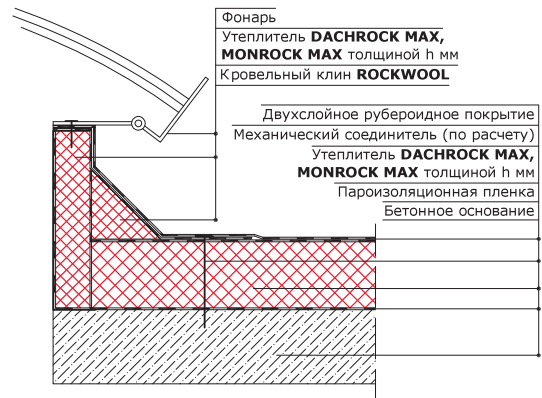 Фонарь
Утеплитель DACHROCK MAX,
MONROCK MAX толщиной h мм
Кровельный клин ROCKWOOL
Двухслойное рубероидное покрытие
Механический соединитель (по расчету)
Утеплитель DACHROCK MAX,
MONROCK MAX толщиной h мм
Пароизоляционная пленка
Бетонное основание